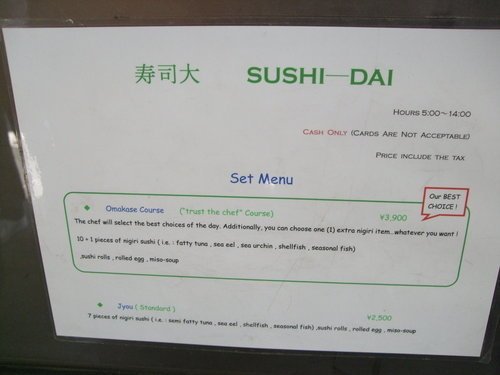 寿司大 SUSHI—DAI
HOURS 5:00~14:00
CASH ONLY (CARDS ARE NOT ACCEPTABLE)
PRICE INCLUDE THE TAX
Set Menu
Our BEST
CHOICE!
◆ Omakase Course ("trust the chef" Course) ¥3,900
The chef will select the best choices of the day. Additionally, you can choose one (1) extra nigiri item..whatever you want!
10 + 1 pieces of nigiri sushi ( i.e. : fatty tuna , sea eel , sea urchin , shellfish , seasonal fish)
,sushi rolls , rolled egg , miso-soup
◆ Jyou ( Standard ) ¥2,500
7 pieces of nigiri sushi ( i.e. : semi fatty tuna , sea eel , shellfish , seasonal fish) ,sushi rolls , rolled egg , miso-soup